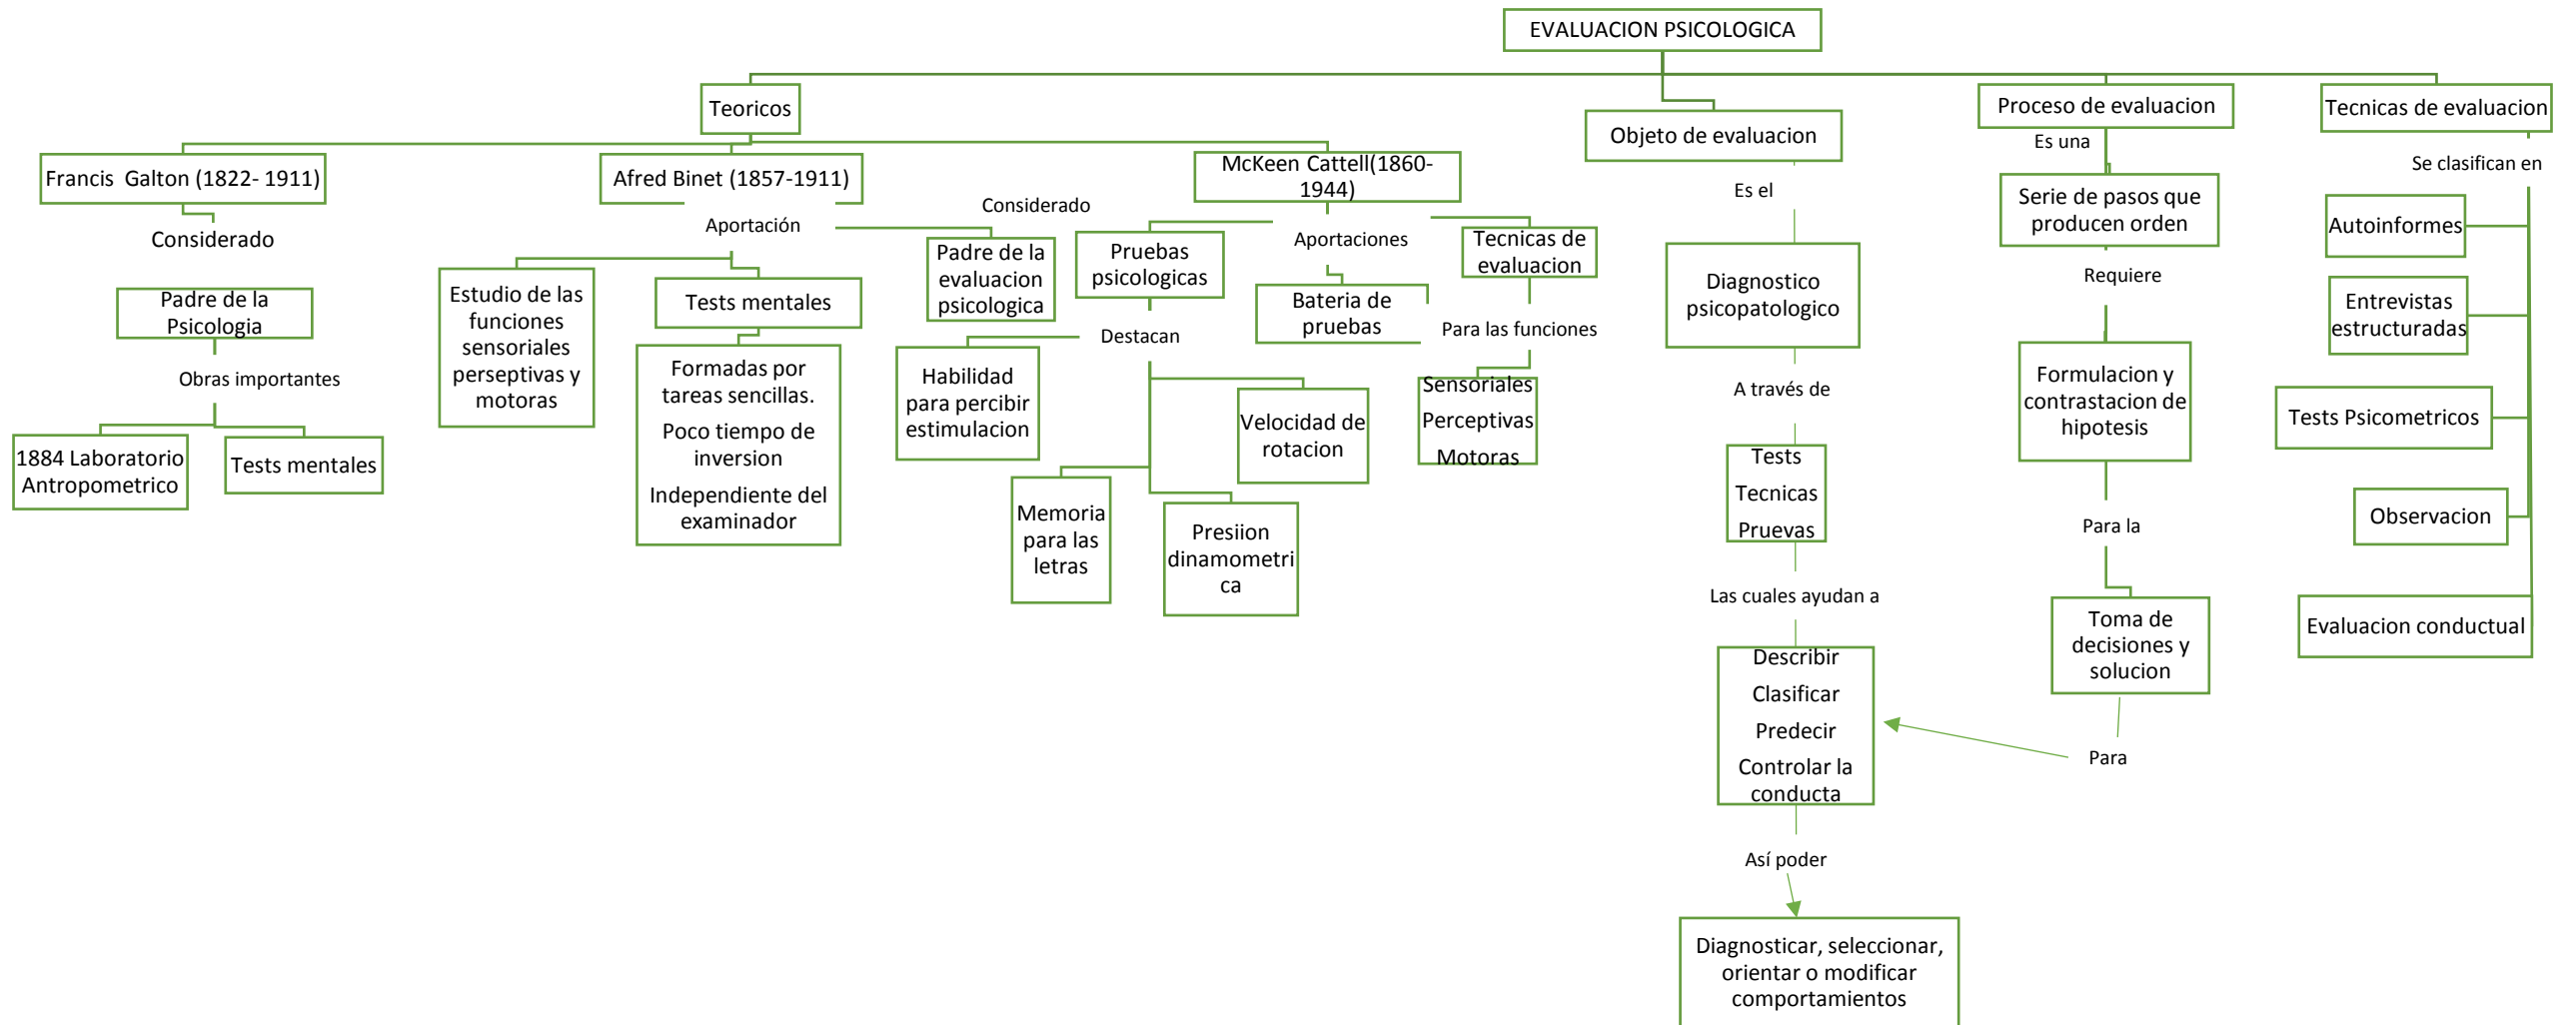 EVALUACION PSICOLOGICA
Teoricos
Francis  Galton (1822- 1911)
Considerado
Padre de la
Psicologia
Obras importantes
1884 Laboratorio
Antropometrico
Tests mentales
Afred Binet (1857-1911)
Aportación
Estudio de las
funciones
sensoriales
perseptivas y
motoras
Tests mentales
Formadas por
tareas sencillas.
Poco tiempo de
inversion
Independiente del
examinador
Considerado
Padre de la
evaluacion
psicologica
McKeen Cattell(1860-
1944)
Aportaciones
Pruebas
psicologicas
Destacan
Habilidad
para percibir
estimulacion
Memoria
para las
letras
Presiion
dinamometri
ca
Velocidad de
rotacion
Bateria de
pruebas
Tecnicas de
evaluacion
Para las funciones
Sensoriales
Perceptivas
Motoras
Objeto de evaluacion
Es el
Diagnostico
psicopatologico
A través de
Tests
Tecnicas
Pruevas
Las cuales ayudan a
Describir
Clasificar
Predecir
Controlar la
conducta
Así poder
Diagnosticar, seleccionar,
orientar o modificar
comportamientos
Proceso de evaluacion
Es una
Serie de pasos que
producen orden
Requiere
Formulacion y
contrastacion de
hipotesis
Para la
Toma de
decisiones y
solucion
Para
Tecnicas de evaluacion
Se clasifican en
Autoinformes
Entrevistas
estructuradas
Tests Psicometricos
Observacion
Evaluacion conductual